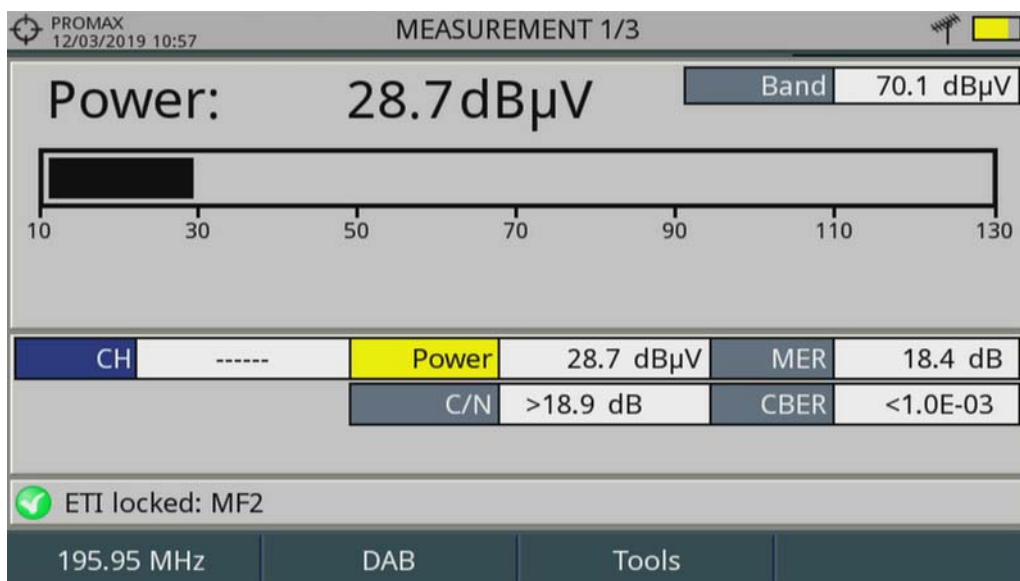 PROMAX
12/03/2019 10:57
MEASUREMENT 1/3
Power: 28.7 dBµV
Band 70.1 dBµV
10 30 50 70 90 110 130
CH ------ Power 28.7 dBµV MER 18.4 dB
C/N >18.9 dB CBER <1.0E-03
ETI locked: MF2
195.95 MHz DAB Tools